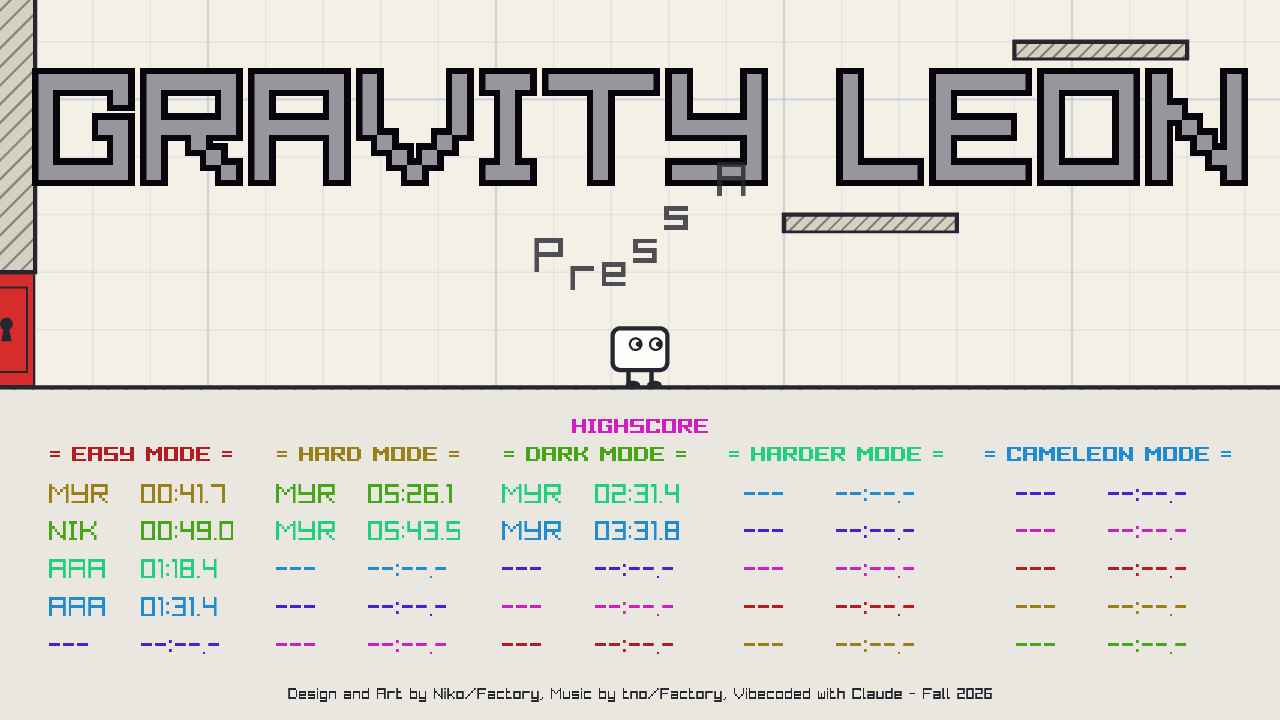 GRAVITY LEON
Press A
HIGHSCORE
= EASY MODE = = HARD MODE = = DARK MODE = = HARDER MODE = = CAMELEON MODE =
MYR 00:41.7 MYR 05:26.1 MYR 02:31.4 --- --:--.- --- --:--.-
NIK 00:49.0 MYR 05:43.5 MYR 03:31.8 --- --:--.- --- --:--.-
AAA 01:18.4 --- --:--.- --- --:--.- --- --:--.- --- --:--.-
AAA 01:31.4 --- --:--.- --- --:--.- --- --:--.- --- --:--.-
--- --:--.- --- --:--.- --- --:--.- --- --:--.- --- --:--.-
Design and Art by Niko/Factory, Music by tno/Factory, Vibecoded with Claude - Fall 2026